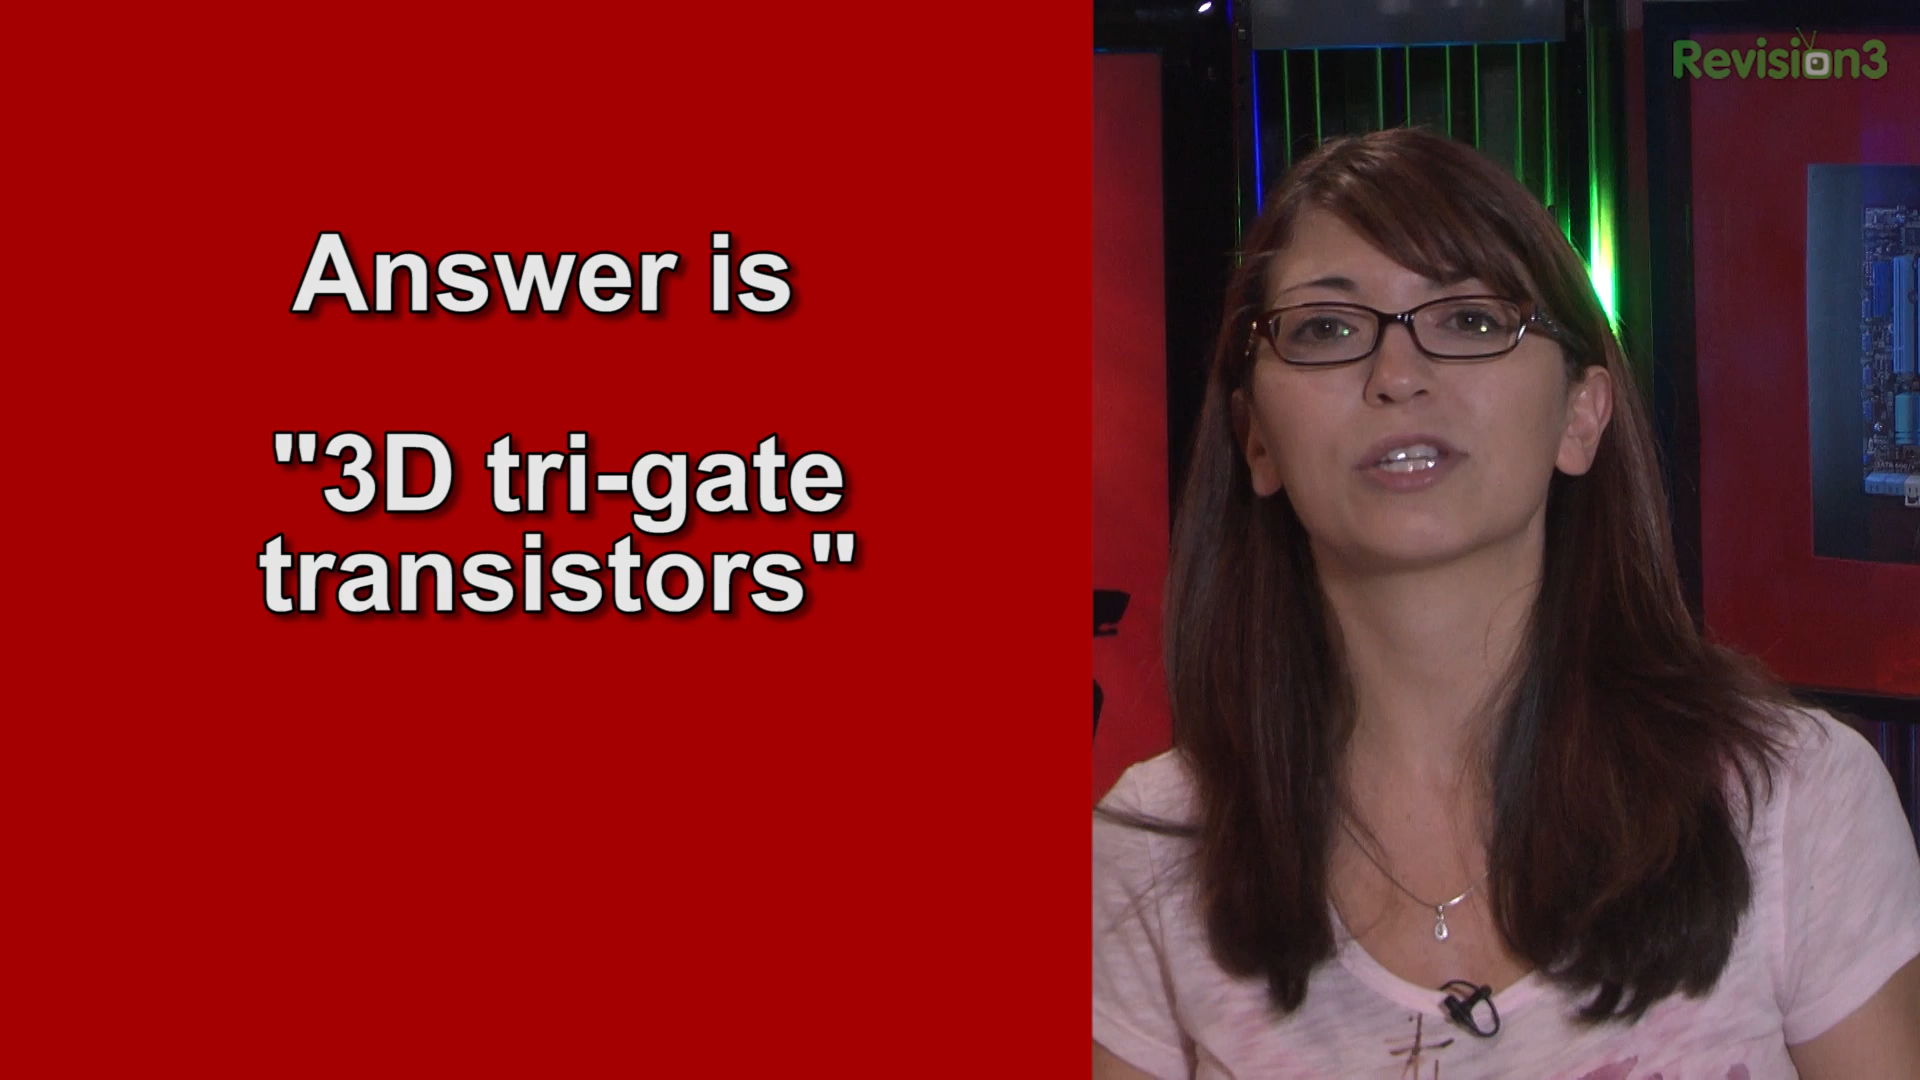 Revision3
Answer is
"3D tri-gate
transistors"